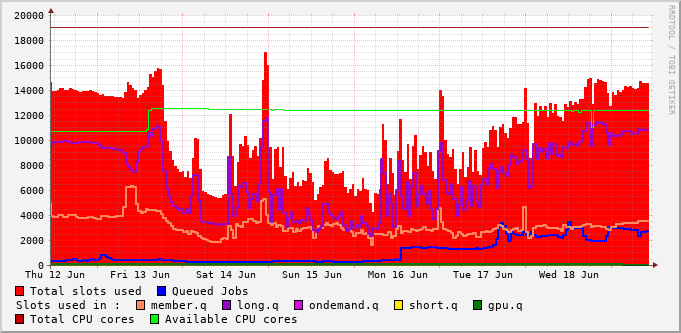 20000
18000
16000
14000
12000
10000
8000
6000
4000
2000
0
Thu 12 Jun Fri 13 Jun Sat 14 Jun Sun 15 Jun Mon 16 Jun Tue 17 Jun Wed 18 Jun
Total slots used Queued Jobs
Slots used in : member.q long.q ondemand.q short.q gpu.q
Total CPU cores Available CPU cores
RRDTOOL / TOBI OETIKER